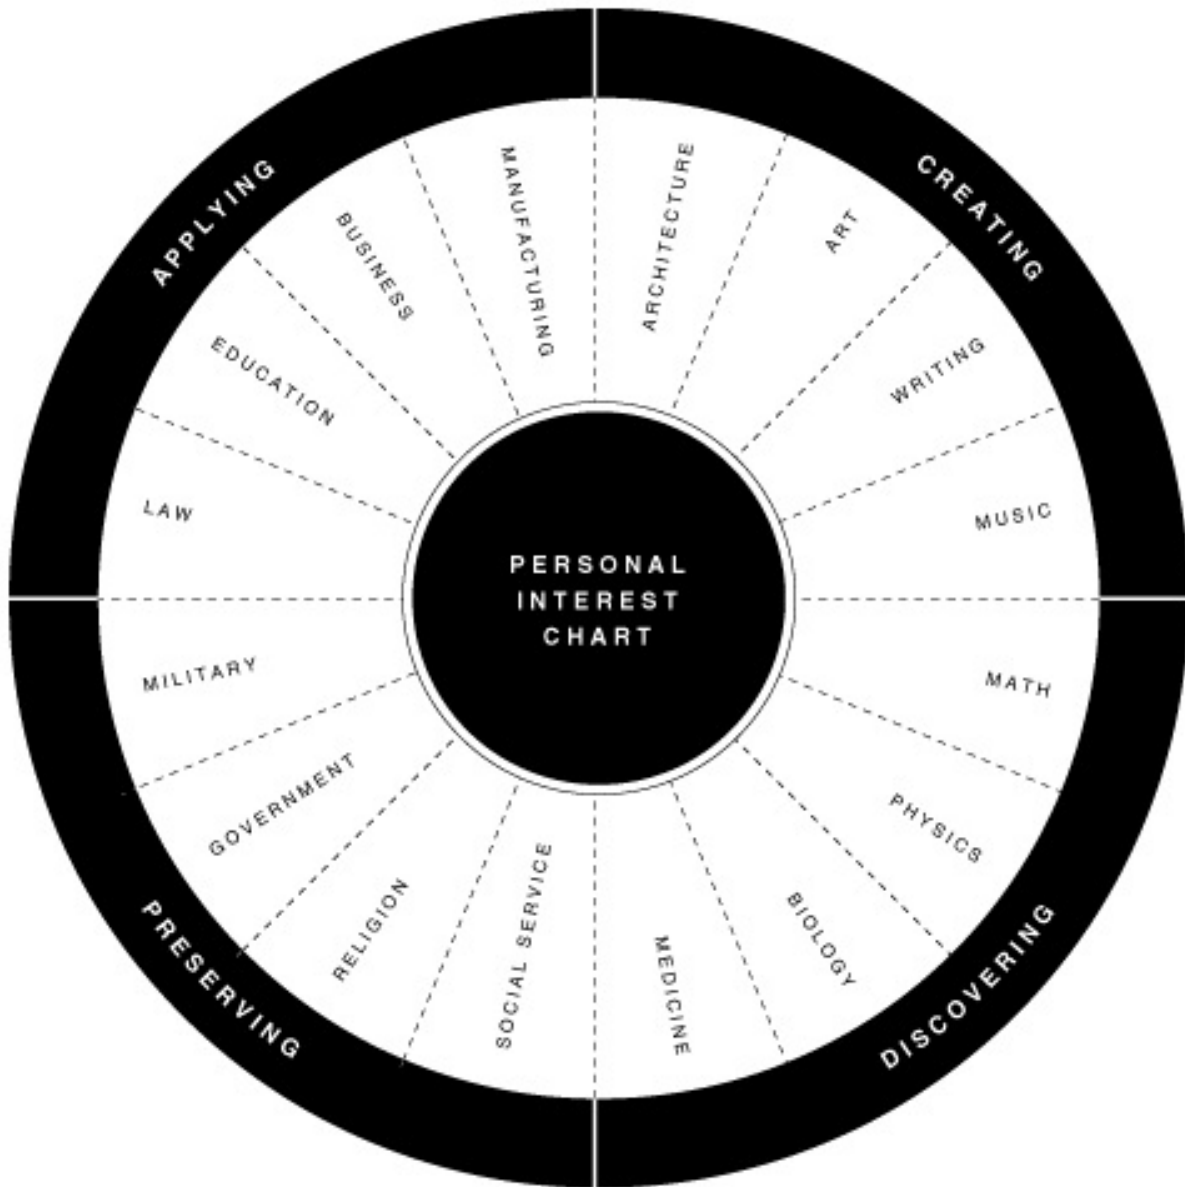 PERSONAL
INTEREST
CHART
CREATING
ARCHITECTURE
ART
WRITING
MUSIC
DISCOVERING
MATH
PHYSICS
BIOLOGY
MEDICINE
PRESERVING
SOCIAL SERVICE
RELIGION
GOVERNMENT
MILITARY
APPLYING
LAW
EDUCATION
BUSINESS
MANUFACTURING